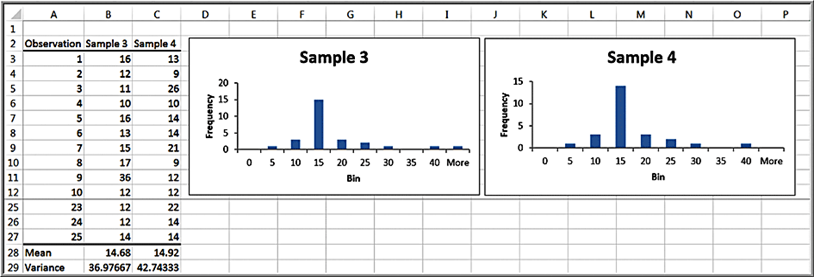 A B C D E F G H I J K L M N O P
1
2 Observation Sample 3 Sample 4
3 1 16 13
4 2 12 9
5 3 11 26
6 4 10 10
7 5 16 14
8 6 13 14
9 7 15 21
10 8 17 9
11 9 36 12
12 10 12 12
25 23 12 22
26 24 12 14
27 25 14 14
28 Mean 14.68 14.92
29 Variance 36.97667 42.74333
Sample 3
Frequency
20
15
10
5
0
0 5 10 15 20 25 30 35 40 More
Bin
Sample 4
Frequency
15
10
5
0
0 5 10 15 20 25 30 35 40 More
Bin